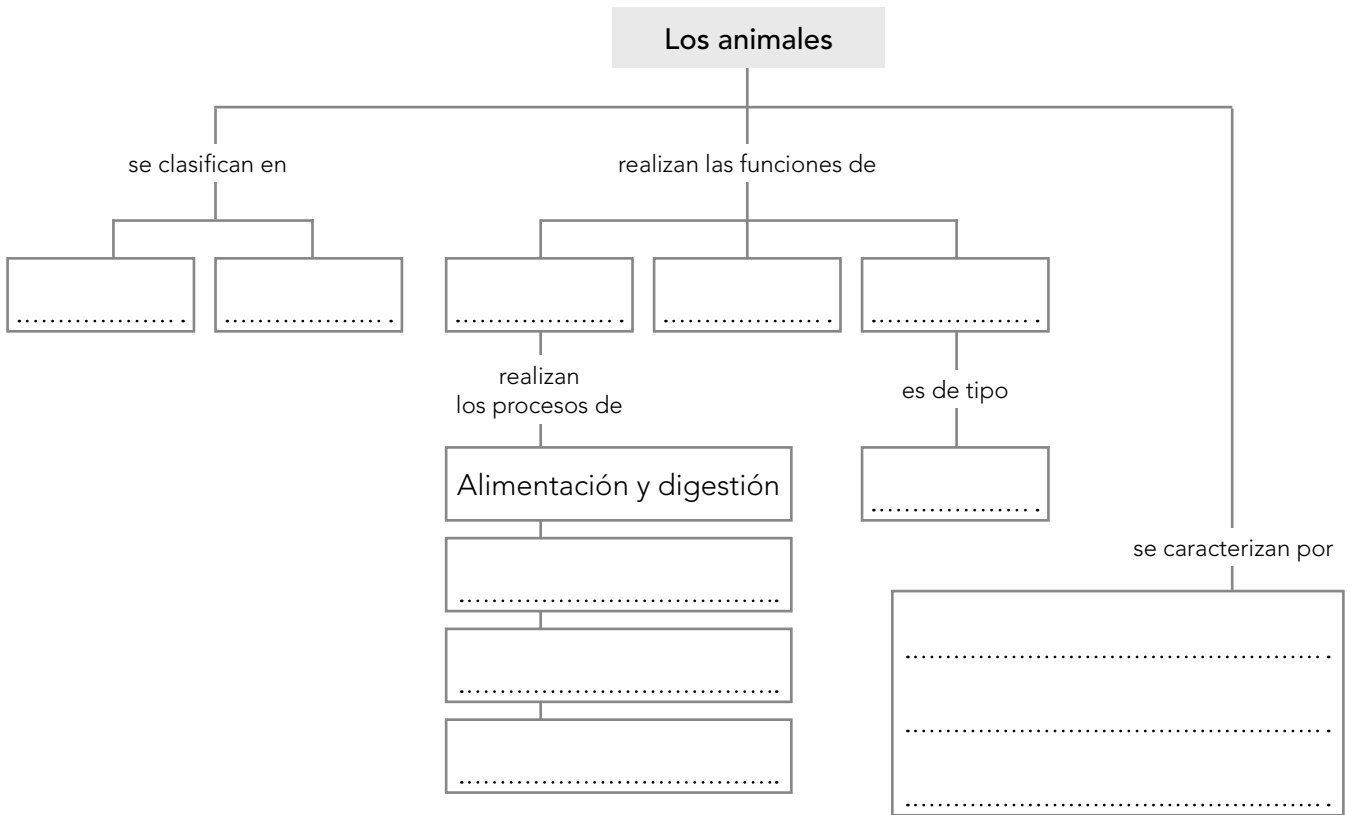 Los animales
se clasifican en
realizan las funciones de
realizan
los procesos de
es de tipo
Alimentación y digestión
se caracterizan por